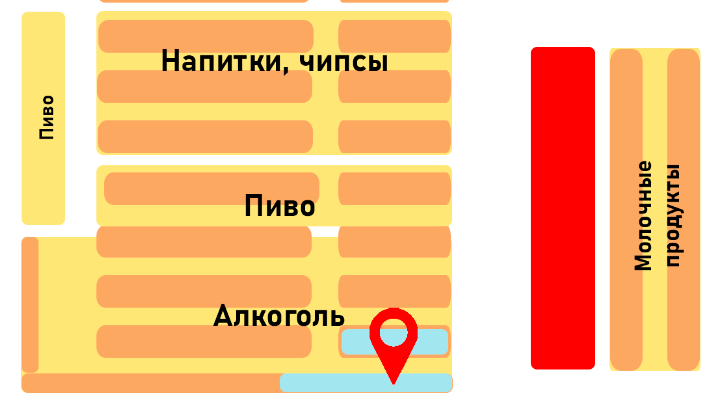 Напитки, чипсы
Пиво
Пиво
Алкоголь
Молочные
продукты